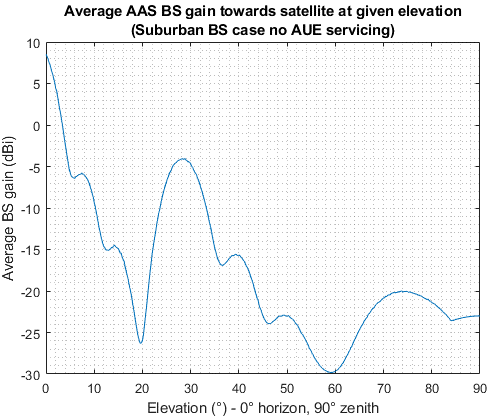 Average AAS BS gain towards satellite at given elevation
(Suburban BS case no AUE servicing)
Average BS gain (dBi)
10
5
0
-5
-10
-15
-20
-25
-30
0 10 20 30 40 50 60 70 80 90
Elevation (°) - 0° horizon, 90° zenith